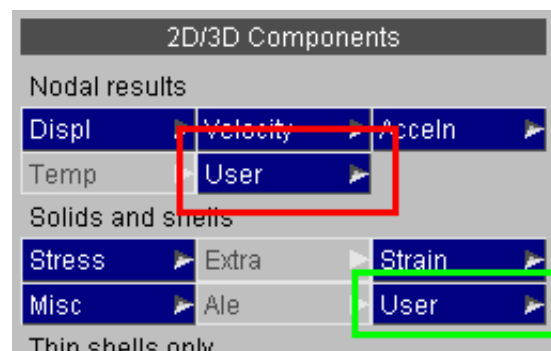 2D/3D Components
Nodal results
Displ Velocity Acceln
Temp User
Solids and shells
Stress Extra Strain
Misc Ale User
Thin shells only